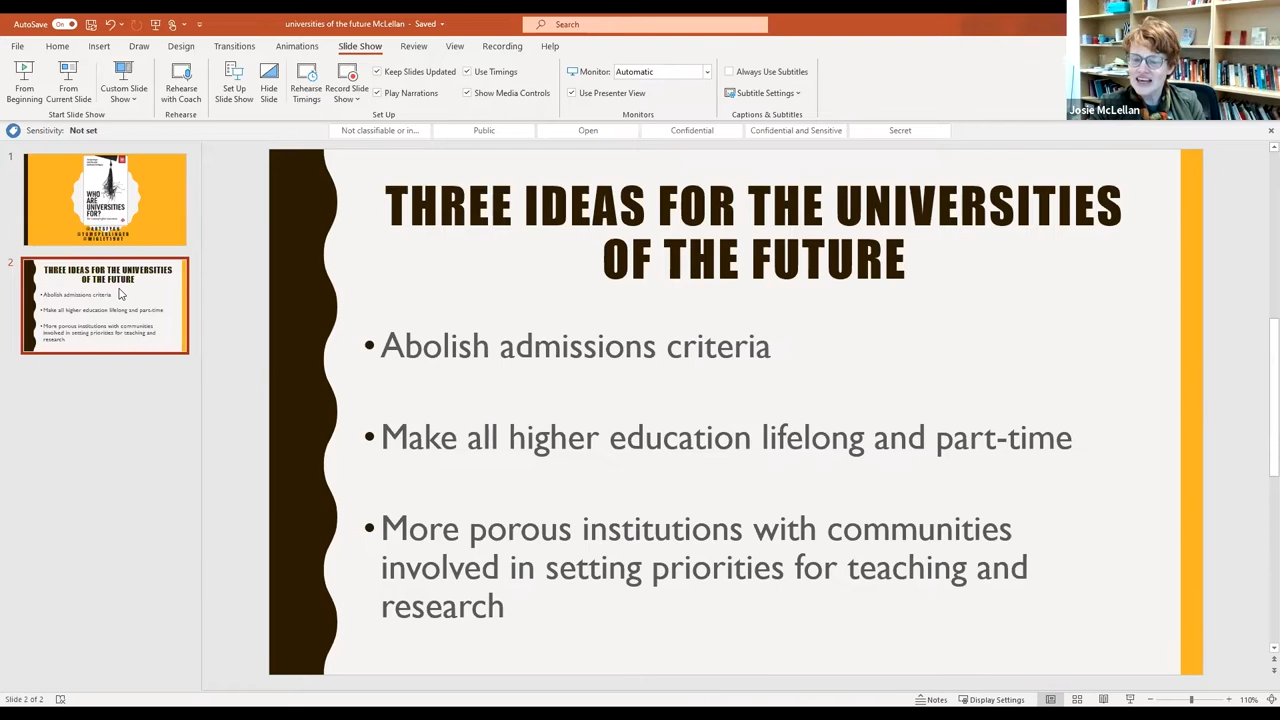 AutoSave
On
universities of the future McLellan - Saved
Search
File
Home
Insert
Draw
Design
Transitions
Animations
Slide Show
Review
View
Recording
Help
From
Beginning
From
Current Slide
Custom Slide
Show
Start Slide Show
Rehearse
with Coach
Rehearse
Set Up
Slide Show
Hide
Slide
Rehearse
Timings
Record Slide
Show
Keep Slides Updated
Use Timings
Play Narrations
Show Media Controls
Set Up
Monitor:
Automatic
Use Presenter View
Monitors
Always Use Subtitles
Subtitle Settings
Captions & Subtitles
Josie McLellan
Sensitivity: Not set
Not classifiable or in...
Public
Open
Confidential
Confidential and Sensitive
Secret
1
WHO
ARE
UNIVERSITIES
FOR?
2
THREE IDEAS FOR THE UNIVERSITIES
OF THE FUTURE
• Abolish admissions criteria
• Make all higher education lifelong and part-time
• More porous institutions with communities
involved in setting priorities for teaching and
research
THREE IDEAS FOR THE UNIVERSITIES
OF THE FUTURE
• Abolish admissions criteria
• Make all higher education lifelong and part-time
• More porous institutions with communities
involved in setting priorities for teaching and
research
Slide 2 of 2
Notes
Display Settings
110%